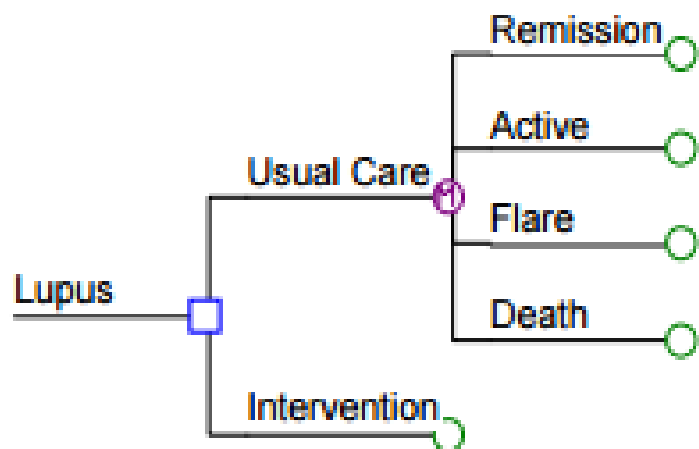 Remission
Active
Usual Care
M
Flare
Lupus
Death
Intervention